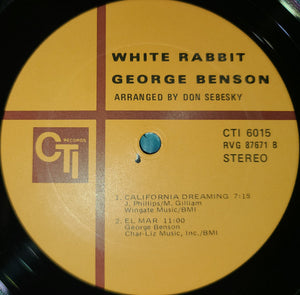 WHITE RABBIT
GEORGE BENSON
ARRANGED BY DON SEBESKY
CTI 6015
RVG 87671 B
STEREO
CTI
RECORDS
1. CALIFORNIA DREAMING 7:15
J. Phillips/M. Gilliam
Wingate Music/BMI
2. EL MAR 11:00
George Benson
Char-Liz Music, Inc./BMI